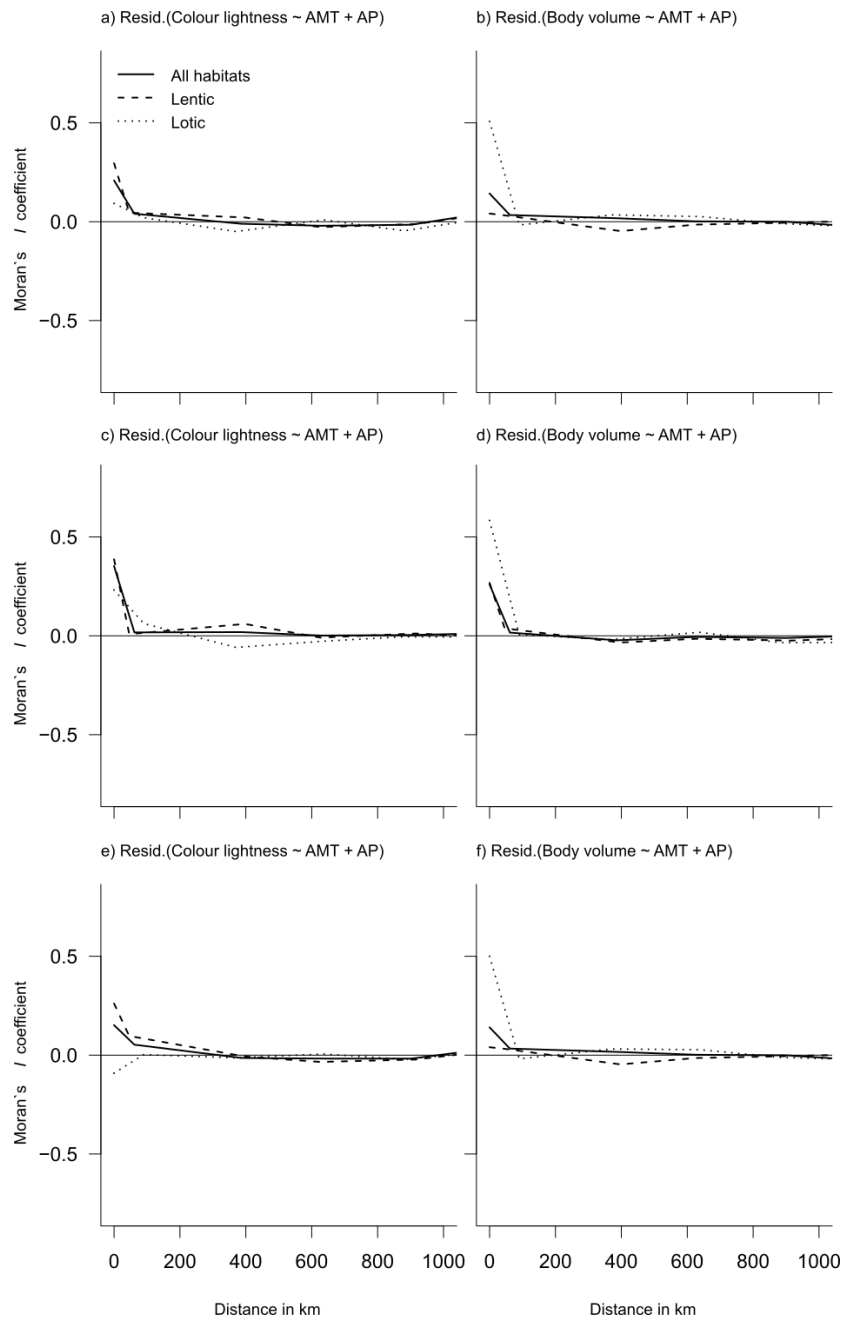 a) Resid.(Colour lightness ~ AMT + AP)
b) Resid.(Body volume ~ AMT + AP)
All habitats
Lentic
Lotic
0.5
0.0
−0.5
Moran`s I coefficient
c) Resid.(Colour lightness ~ AMT + AP)
d) Resid.(Body volume ~ AMT + AP)
0.5
0.0
−0.5
Moran`s I coefficient
e) Resid.(Colour lightness ~ AMT + AP)
f) Resid.(Body volume ~ AMT + AP)
0.5
0.0
−0.5
Moran`s I coefficient
0 200 400 600 800 1000
0 200 400 600 800 1000
Distance in km
Distance in km